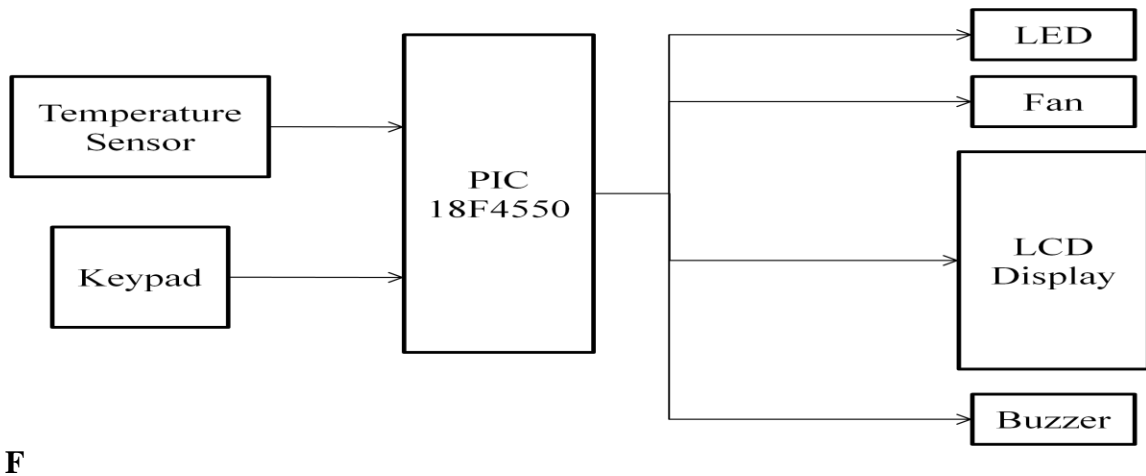 Temperature
Sensor
Keypad
PIC
18F4550
LED
Fan
LCD
Display
Buzzer
F